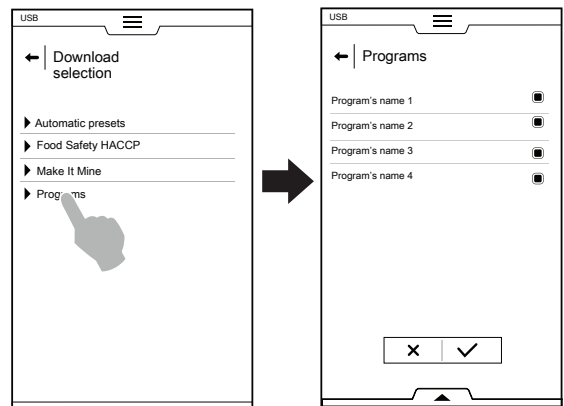 USB
Download
selection
Automatic presets
Food Safety HACCP
Make It Mine
Programs
USB
Programs
Program's name 1
Program's name 2
Program's name 3
Program's name 4